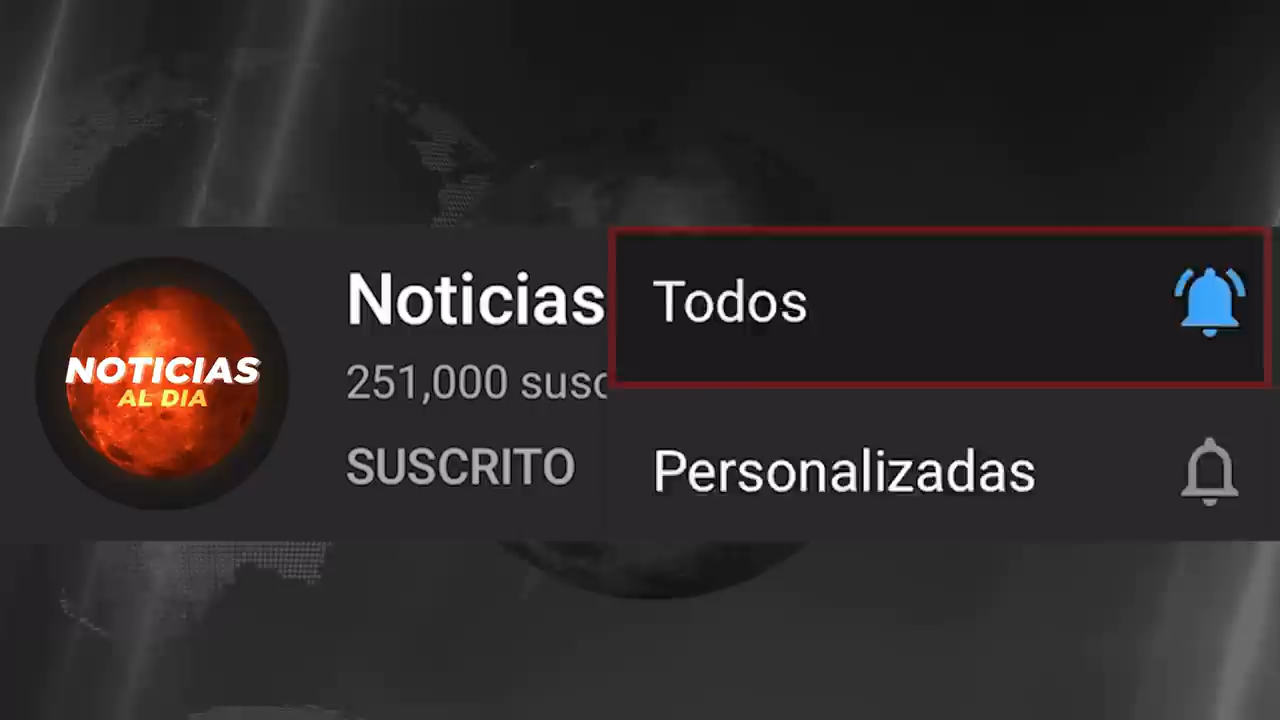 NOTICIAS
AL DIA
Noticias
251,000 susc
SUSCRITO
Todos
Personalizadas